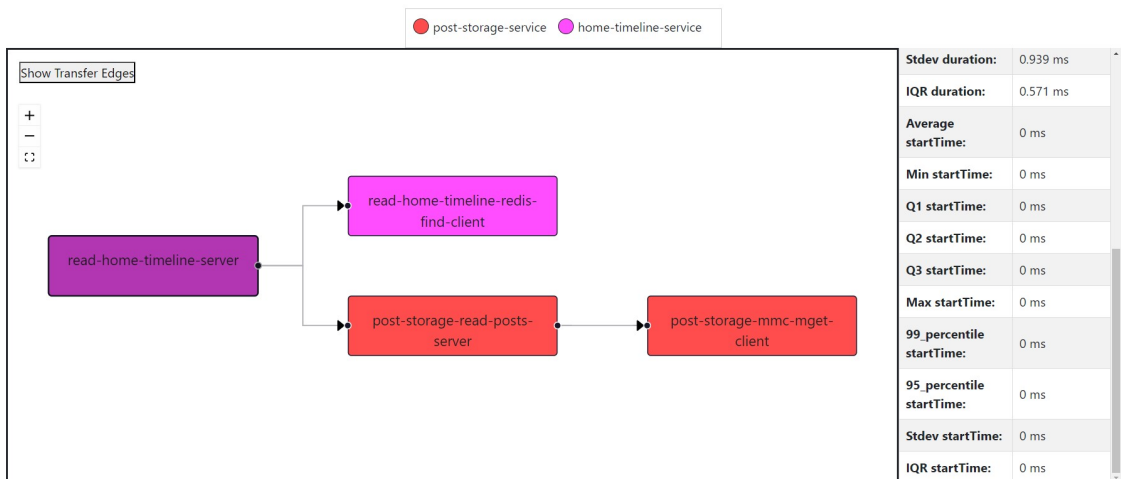 post-storage-service home-timeline-service
Show Transfer Edges
+
−
read-home-timeline-server
read-home-timeline-redis-
find-client
post-storage-read-posts-
server
post-storage-mmc-mget-
client
Stdev duration: 0.939 ms
IQR duration: 0.571 ms
Average
startTime: 0 ms
Min startTime: 0 ms
Q1 startTime: 0 ms
Q2 startTime: 0 ms
Q3 startTime: 0 ms
Max startTime: 0 ms
99_percentile
startTime: 0 ms
95_percentile
startTime: 0 ms
Stdev startTime: 0 ms
IQR startTime: 0 ms